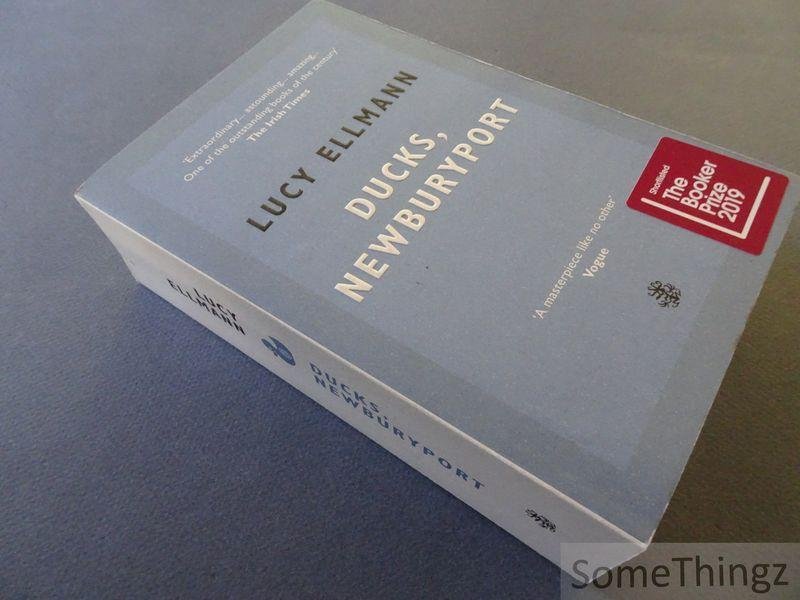 'Extraordinary... astounding... amazing...
One of the outstanding books of the century'
The Irish Times
LUCY ELLMANN
DUCKS,
NEWBURYPORT
Shortlisted
The
Booker
Prize
2019
'A masterpiece like no other'
Vogue
LUCY
ELLMANN
DUCKS,
NEWBURYPORT
SomeThingz